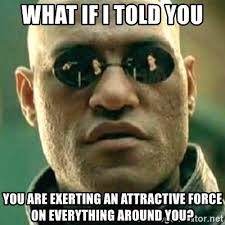 WHAT IF I TOLD YOU
YOU ARE EXERTING AN ATTRACTIVE FORCE
ON EVERYTHING AROUND YOU?